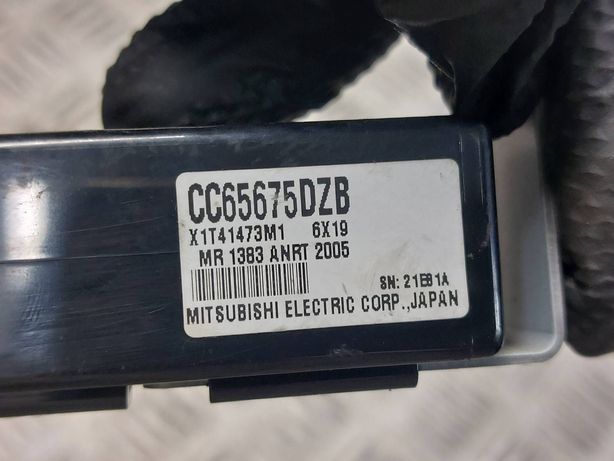 CC65675DZB
X1T41473M1 6X19
MR 1383 ANRT 2005
SN: 21EB1A
MITSUBISHI ELECTRIC CORP.,JAPAN